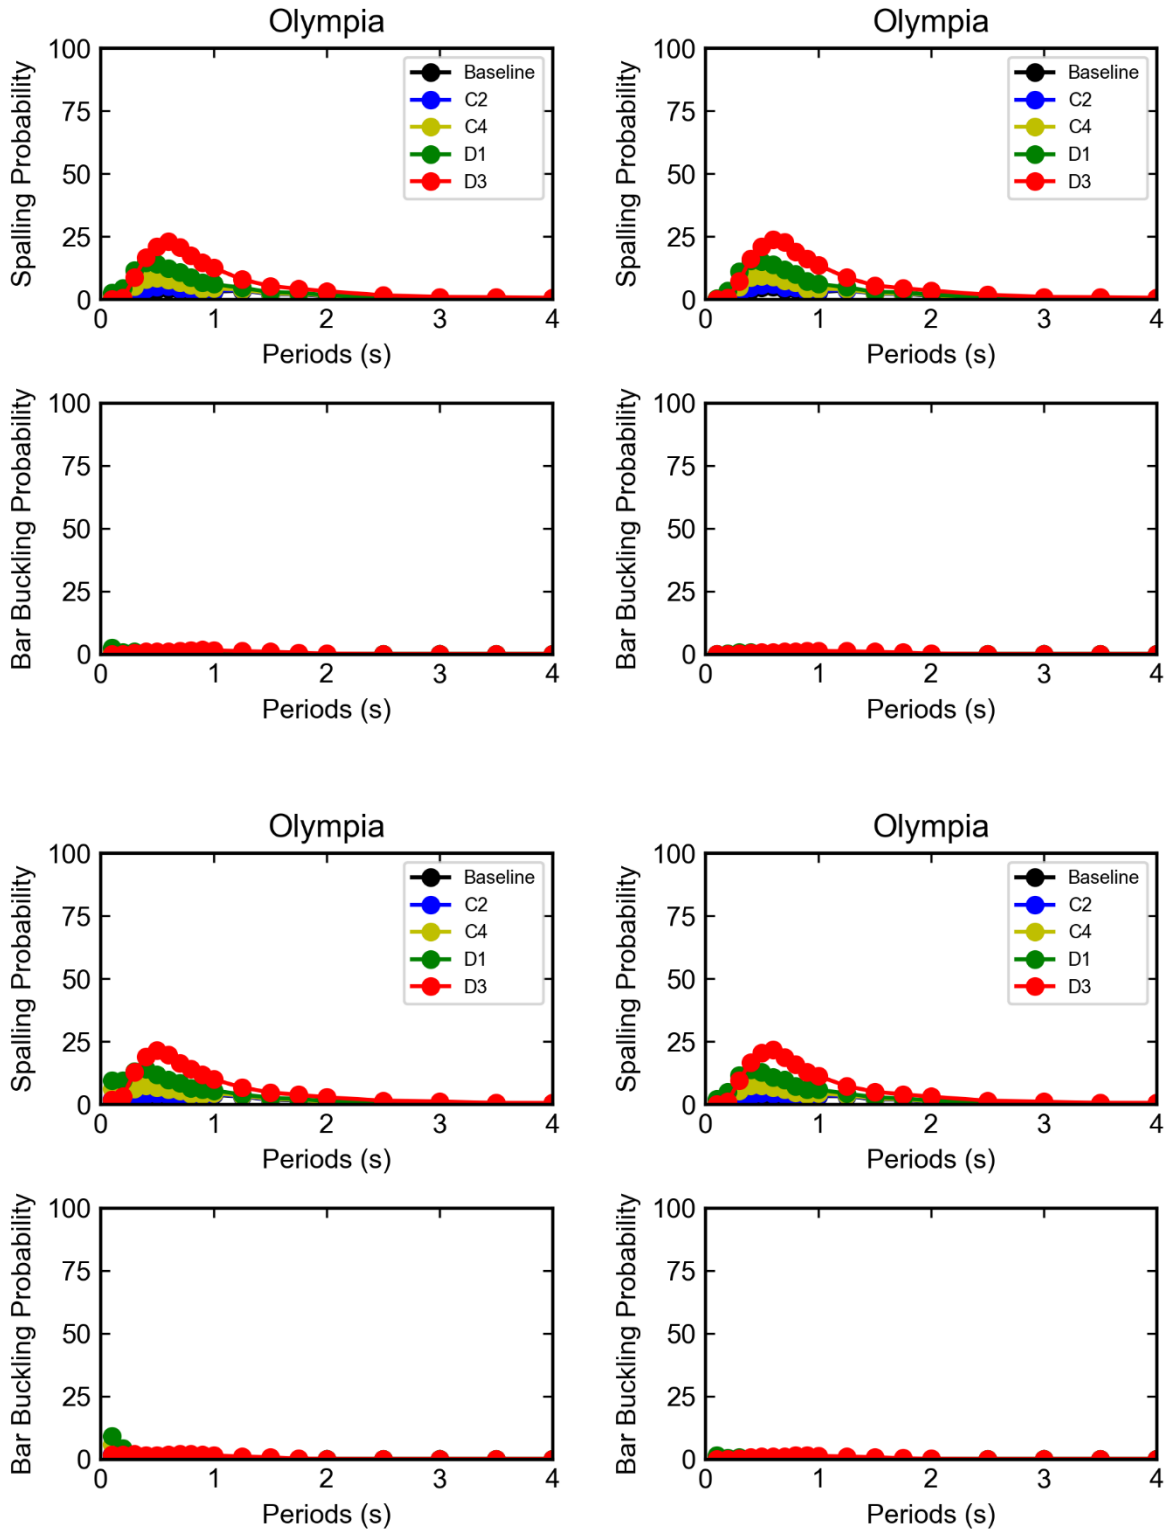 Olympia
Spalling Probability
100
75
50
25
0
Baseline
C2
C4
D1
D3
0 1 2 3 4
Periods (s)
Olympia
Spalling Probability
100
75
50
25
0
Baseline
C2
C4
D1
D3
0 1 2 3 4
Periods (s)
Bar Buckling Probability
100
75
50
25
0
0 1 2 3 4
Periods (s)
Bar Buckling Probability
100
75
50
25
0
0 1 2 3 4
Periods (s)
Olympia
Spalling Probability
100
75
50
25
0
Baseline
C2
C4
D1
D3
0 1 2 3 4
Periods (s)
Olympia
Spalling Probability
100
75
50
25
0
Baseline
C2
C4
D1
D3
0 1 2 3 4
Periods (s)
Bar Buckling Probability
100
75
50
25
0
0 1 2 3 4
Periods (s)
Bar Buckling Probability
100
75
50
25
0
0 1 2 3 4
Periods (s)